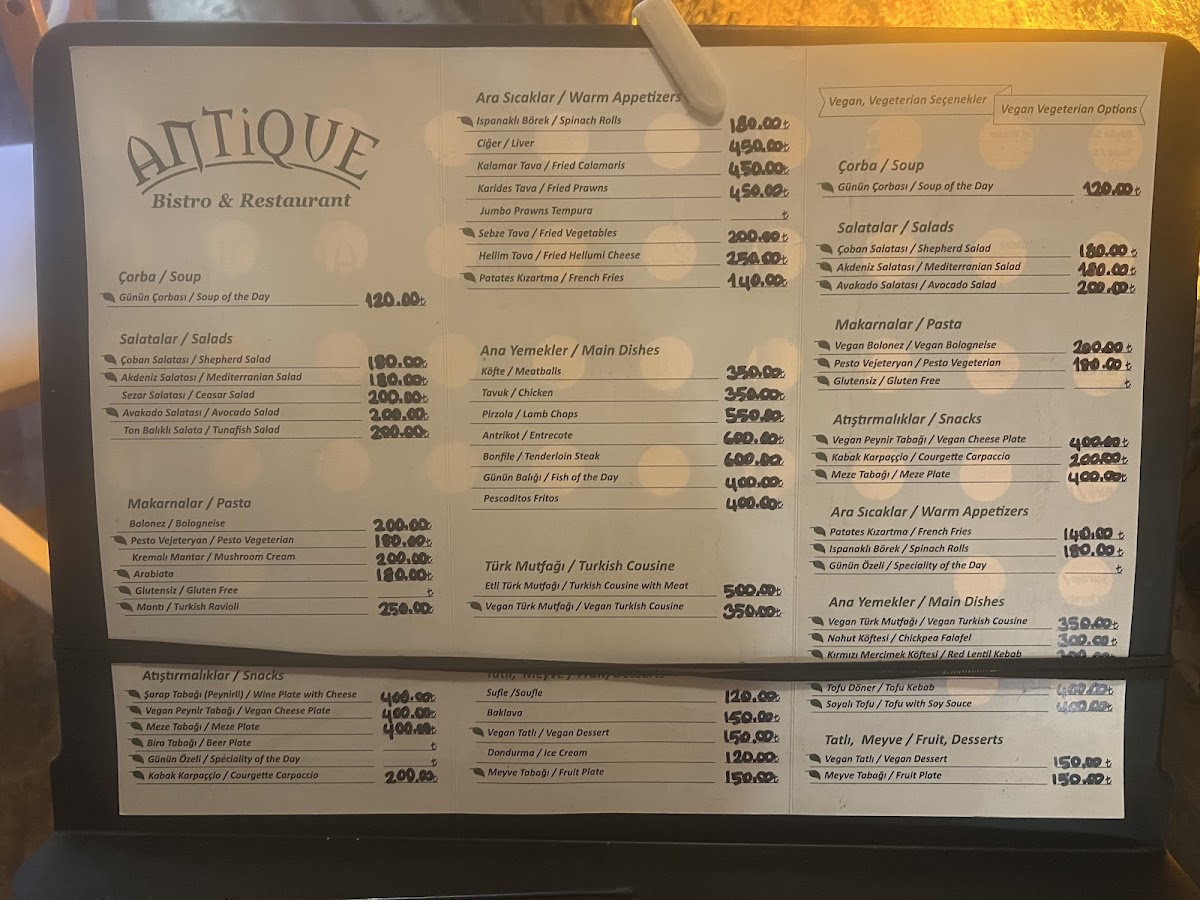 ANTiQUE
Bistro & Restaurant
Çorba / Soup
Günün Çorbası / Soup of the Day 120.00₺
Salatalar / Salads
Çoban Salatası / Shepherd Salad 180.00₺
Akdeniz Salatası / Mediterranean Salad 180.00₺
Sezar Salatası / Ceasar Salad 200.00₺
Avakado Salatası / Avocado Salad 200.00₺
Ton Balıklı Salata / Tunafish Salad 200.00₺
Makarnalar / Pasta
Bolonez / Bologneise 200.00₺
Pesto Vejeteryan / Pesto Vegeterian 180.00₺
Kremalı Mantar / Mushroom Cream 200.00₺
Arabiata 180.00₺
Glutensiz / Gluten Free ₺
Mantı / Turkish Ravioli 250.00₺
Atıştırmalıklar / Snacks
Şarap Tabağı (Peynirli) / Wine Plate with Cheese 400.00₺
Vegan Peynir Tabağı / Vegan Cheese Plate 400.00₺
Meze Tabağı / Meze Plate 400.00₺
Bira Tabağı / Beer Plate ₺
Günün Özeli / Speciality of the Day ₺
Kabak Karpaççio / Courgette Carpaccio 200.00₺
Ara Sıcaklar / Warm Appetizers
Ispanaklı Börek / Spinach Rolls 180.00₺
Ciğer / Liver 450.00₺
Kalamar Tava / Fried Calamaris 450.00₺
Karides Tava / Fried Prawns 450.00₺
Jumbo Prawns Tempura ₺
Sebze Tava / Fried Vegetables 200.00₺
Hellim Tava / Fried Hellumi Cheese 250.00₺
Patates Kızartma / French Fries 140.00₺
Ana Yemekler / Main Dishes
Köfte / Meatballs 350.00₺
Tavuk / Chicken 350.00₺
Pirzola / Lamb Chops 550.00₺
Antrikot / Entrecote 600.00₺
Bonfile / Tenderloin Steak 600.00₺
Günün Balığı / Fish of the Day 400.00₺
Pescaditos Fritos 400.00₺
Türk Mutfağı / Turkish Cousine
Etli Türk Mutfağı / Turkish Cousine with Meat 500.00₺
Vegan Türk Mutfağı / Vegan Turkish Cousine 350.00₺
Tatlı, Meyve / Fruit, Desserts
Sufle /Soufle 120.00₺
Baklava 150.00₺
Vegan Tatlı / Vegan Dessert 150.00₺
Dondurma / Ice Cream 120.00₺
Meyve Tabağı / Fruit Plate 150.00₺
Vegan, Vegeterian Seçenekler
Vegan Vegeterian Options
Çorba / Soup
Günün Çorbası / Soup of the Day 120.00₺
Salatalar / Salads
Çoban Salatası / Shepherd Salad 180.00₺
Akdeniz Salatası / Mediterranean Salad 180.00₺
Avakado Salatası / Avocado Salad 200.00₺
Makarnalar / Pasta
Vegan Bolonez / Vegan Bologneise 200.00₺
Pesto Vejeteryan / Pesto Vegeterian 180.00₺
Glutensiz / Gluten Free ₺
Atıştırmalıklar / Snacks
Vegan Peynir Tabağı / Vegan Cheese Plate 400.00₺
Kabak Karpaççio / Courgette Carpaccio 200.00₺
Meze Tabağı / Meze Plate 400.00₺
Ara Sıcaklar / Warm Appetizers
Patates Kızartma / French Fries 140.00₺
Ispanaklı Börek / Spinach Rolls 180.00₺
Günün Özeli / Speciality of the Day ₺
Ana Yemekler / Main Dishes
Vegan Türk Mutfağı / Vegan Turkish Cousine 350.00₺
Nohut Köftesi / Chickpea Falafel 300.00₺
Kırmızı Mercimek Köftesi / Red Lentil Kebab
Tofu Döner / Tofu Kebab 400.00₺
Soyalı Tofu / Tofu with Soy Sauce 400.00₺
Tatlı, Meyve / Fruit, Desserts
Vegan Tatlı / Vegan Dessert 150.00₺
Meyve Tabağı / Fruit Plate 150.00₺